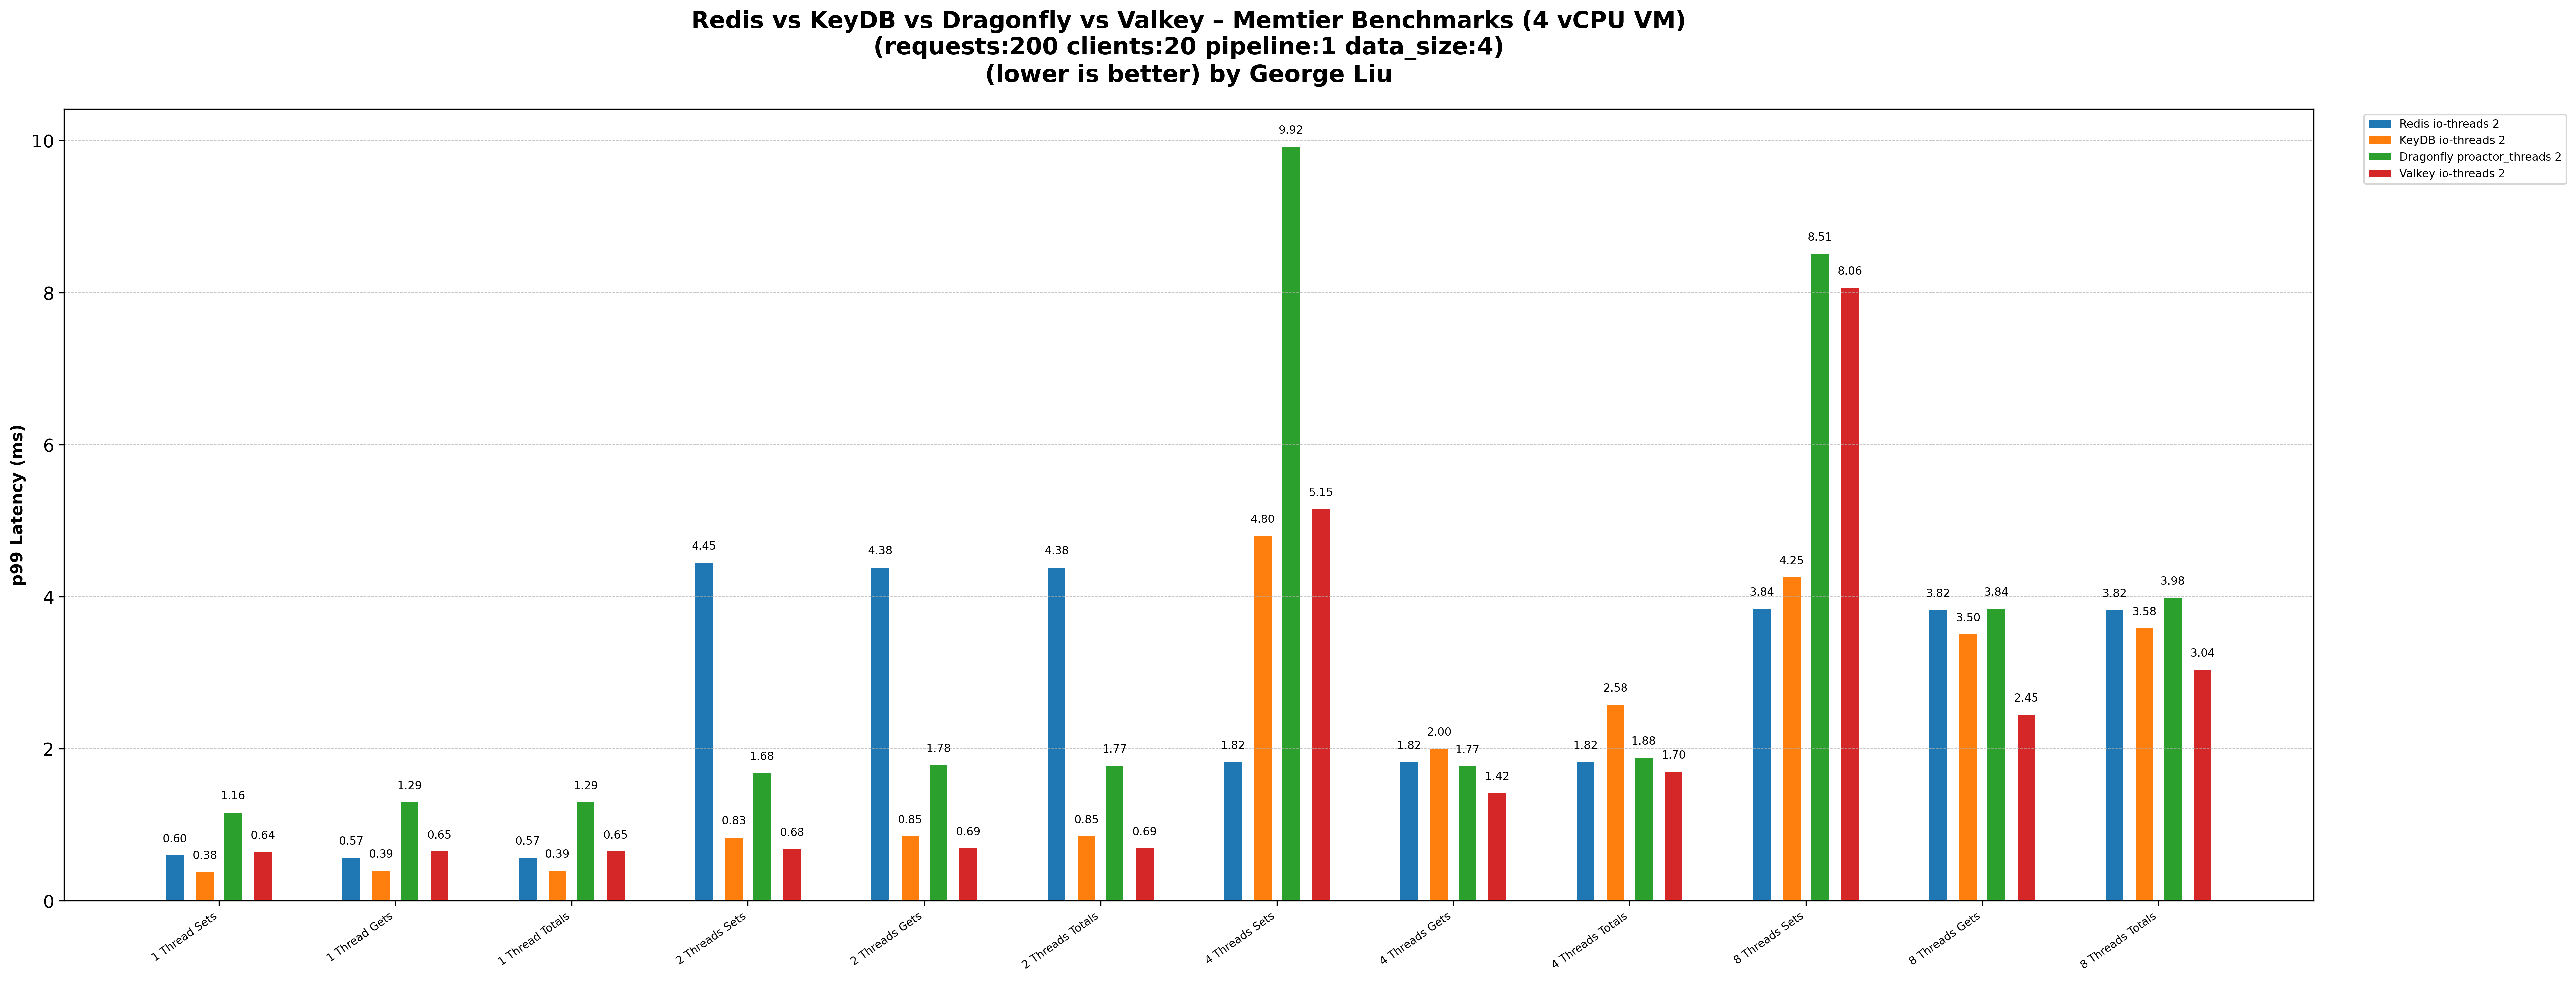 Redis vs KeyDB vs Dragonfly vs Valkey – Memtier Benchmarks (4 vCPU VM)
(requests:200 clients:20 pipeline:1 data_size:4)
(lower is better) by George Liu
Redis io-threads 2
KeyDB io-threads 2
Dragonfly proactor_threads 2
Valkey io-threads 2
p99 Latency (ms)
10
8
6
4
2
0
0.60 0.38 1.16 0.64
0.57 0.39 1.29 0.65
0.57 0.39 1.29 0.65
4.45 0.83 1.68 0.68
4.38 0.85 1.78 0.69
4.38 0.85 1.77 0.69
1.82 4.80 9.92 5.15
1.82 2.00 1.77 1.42
1.82 2.58 1.88 1.70
3.84 4.25 8.51 8.06
3.82 3.50 3.84 2.45
3.82 3.58 3.98 3.04
1 Thread Sets
1 Thread Gets
1 Thread Totals
2 Threads Sets
2 Threads Gets
2 Threads Totals
4 Threads Sets
4 Threads Gets
4 Threads Totals
8 Threads Sets
8 Threads Gets
8 Threads Totals